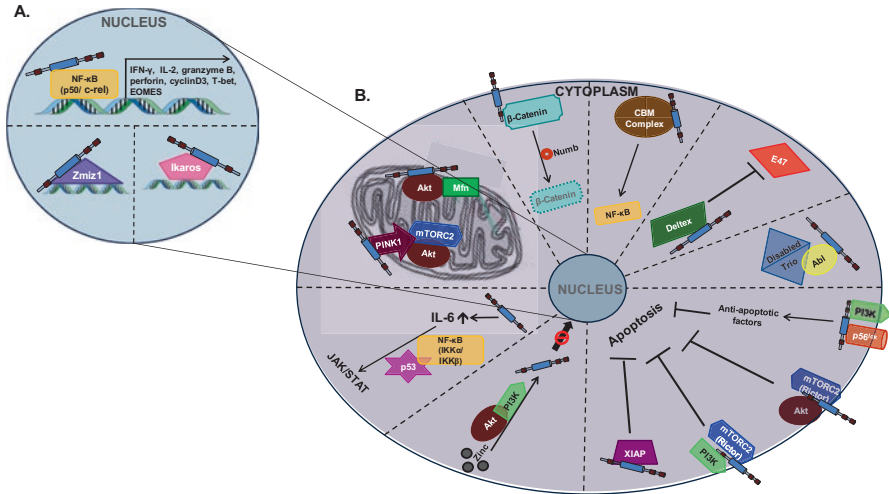 A.
NUCLEUS
IFN-γ, IL-2, granzyme B,
perforin, cyclinD3, T-bet,
EOMES
NF-κB
(p50/ c-rel)
Zmiz1
Ikaros
B.
CYTOPLASM
β-Catenin
Numb
β-Catenin
CBM
Complex
NF-κB
E47
Deltex
Disabled
Trio
Abl
Akt
Mfn
PINK1
mTORC2
Akt
NUCLEUS
IL-6
NF-κB
(IKKα/
IKKβ)
p53
JAK/STAT
Akt
PI3K
Zinc
Apoptosis
Anti-apoptotic
factors
PI3K
p56lck
mTORC2
(Rictor)
Akt
XIAP
mTORC2
(Rictor)
PI3K